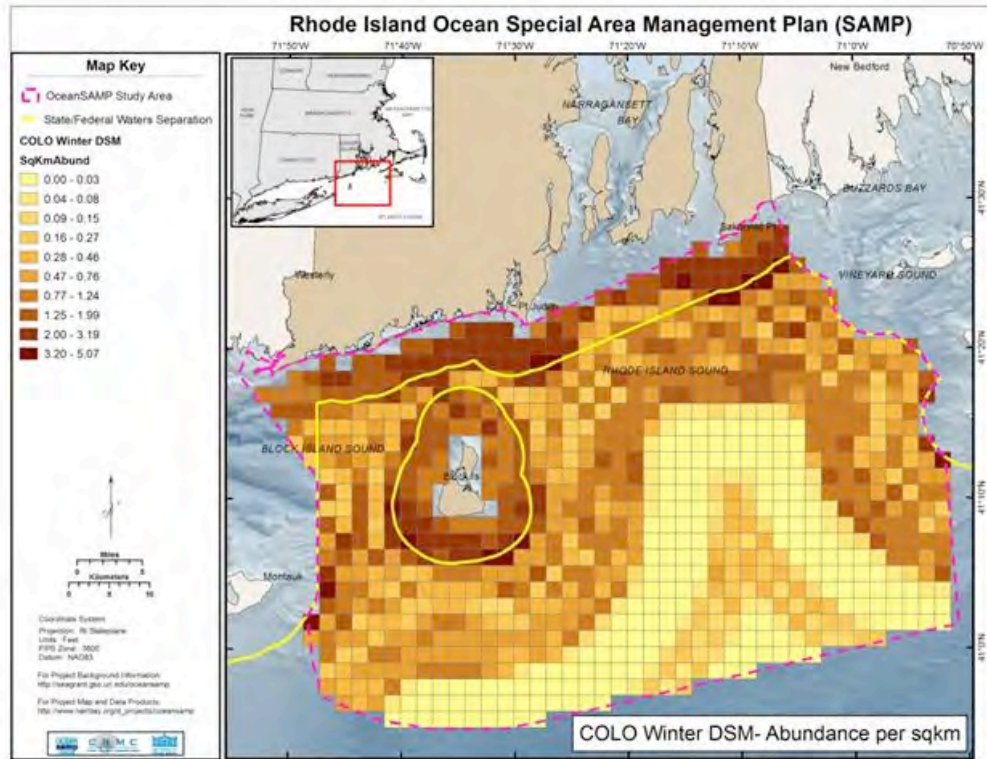 Rhode Island Ocean Special Area Management Plan (SAMP)
Map Key
OceanSAMP Study Area
State/Federal Waters Separation
COLO Winter DSM
SqKmAbund
0.00 - 0.03
0.04 - 0.08
0.09 - 0.15
0.16 - 0.27
0.28 - 0.46
0.47 - 0.76
0.77 - 1.24
1.25 - 1.99
2.00 - 3.19
3.20 - 5.07
Miles
Kilometers
Coordinate System
Units: Feet
Datum: NAD83
For Project Background Information
For Project Map and Data Products
71°50'W
71°40'W
71°30'W
71°20'W
71°10'W
71°0'W
70°50'W
New Bedford
NARRAGANSETT
BAY
BUZZARDS BAY
41°30'N
VINEYARD SOUND
Westerly
Pt Judith
41°20'N
RHODE ISLAND SOUND
BLOCK ISLAND SOUND
41°10'N
Montauk
41°0'N
COLO Winter DSM- Abundance per sqkm